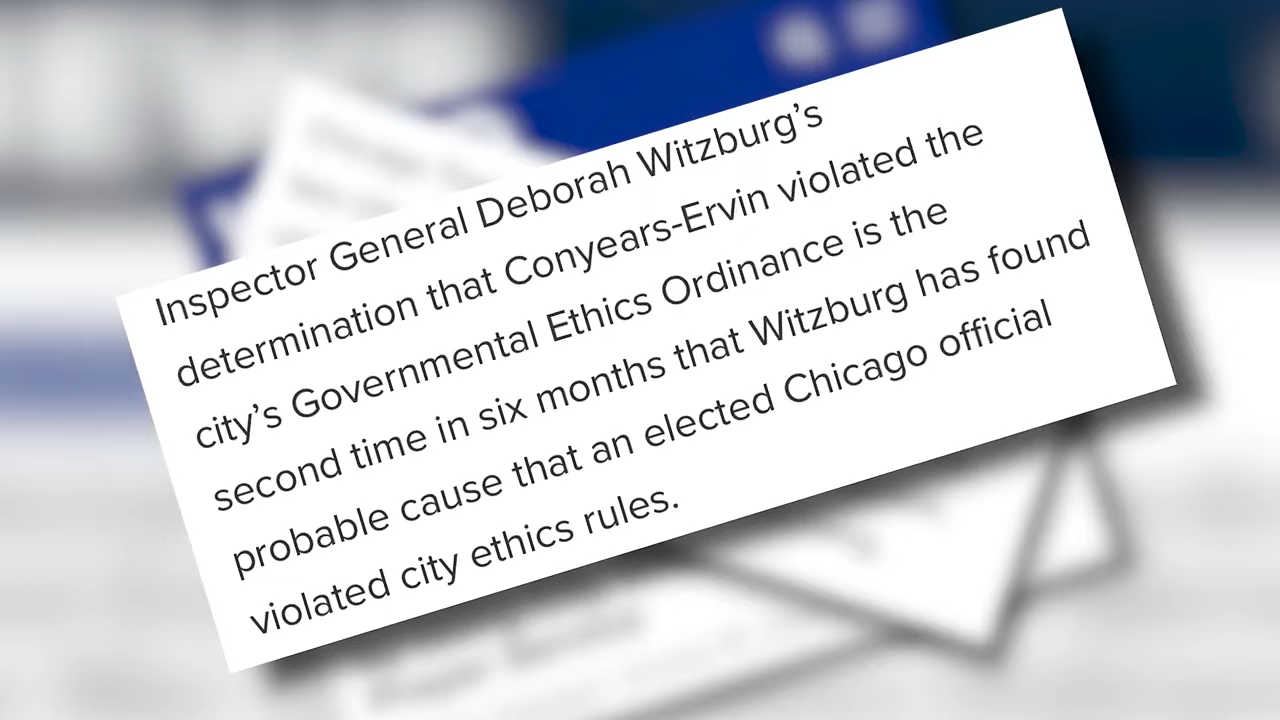 Inspector General Deborah Witzburg’s
determination that Conyears-Ervin violated the
city’s Governmental Ethics Ordinance is the
second time in six months that Witzburg has found
probable cause that an elected Chicago official
violated city ethics rules.